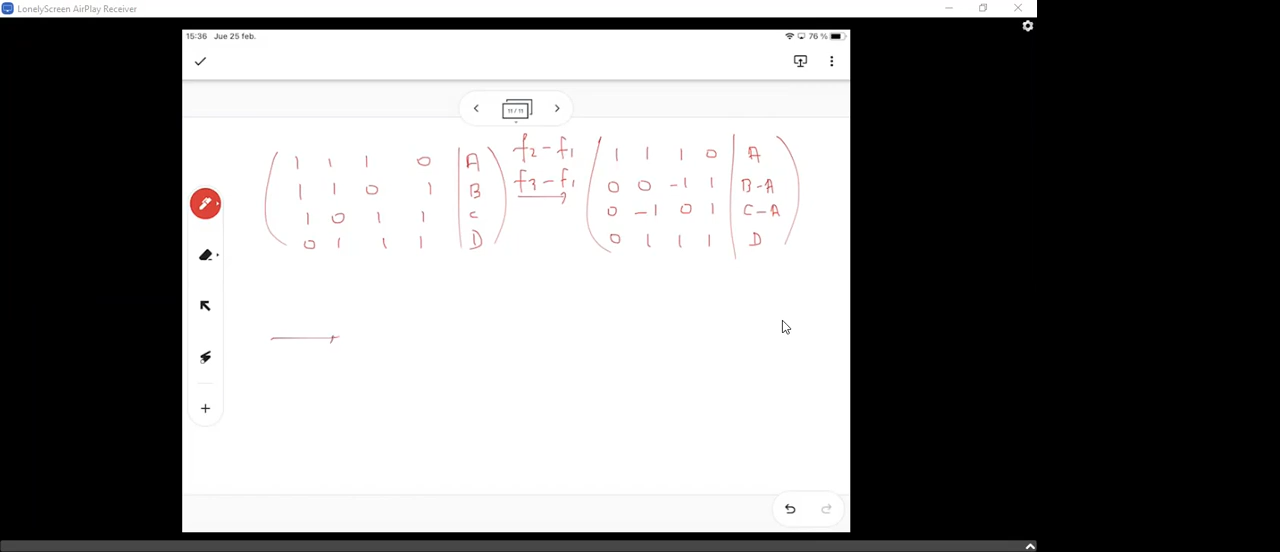 LonelyScreen AirPlay Receiver
15:36 Jue 25 feb.
76 %
11 / 11
f2 - f1
f3 - f1
1 1 1 0 | A
1 1 0 1 | B
1 0 1 1 | C
0 1 1 1 | D
1 1 1 0 | A
0 0 -1 1 | B-A
0 -1 0 1 | C-A
0 1 1 1 | D